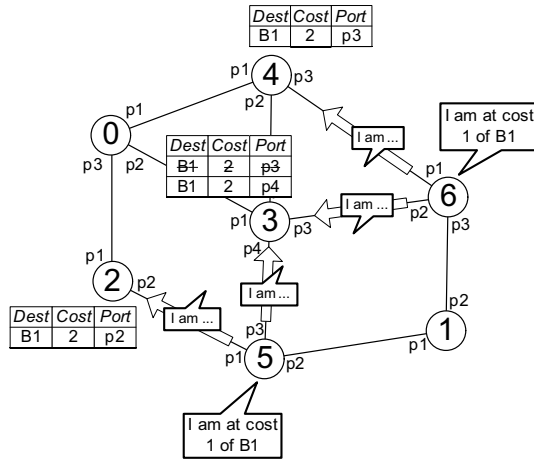 Dest Cost Port
B1 2 p3
p1 4 p3
p2
p1
0
p3 p2
I am at cost
1 of B1
I am ...
p1
6
p2
p3
Dest Cost Port
B1 2 p3
B1 2 p4
I am ...
p1 3 p3
p4
p1
2 p2
I am ...
I am ...
Dest Cost Port
B1 2 p2
p3
p1 5 p2
p2
p1 1
I am at cost
1 of B1